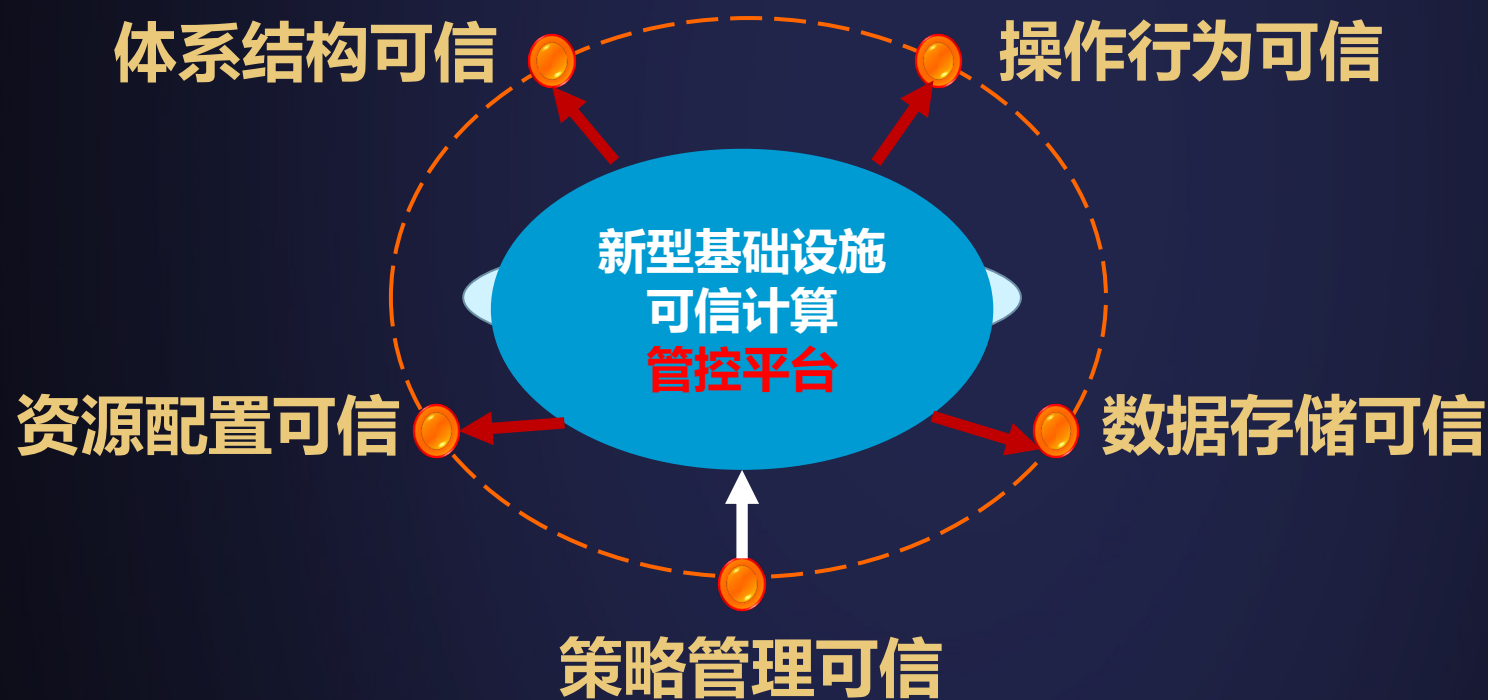 体系结构可信
操作行为可信
新型基础设施
可信计算
管控平台
资源配置可信
数据存储可信
策略管理可信